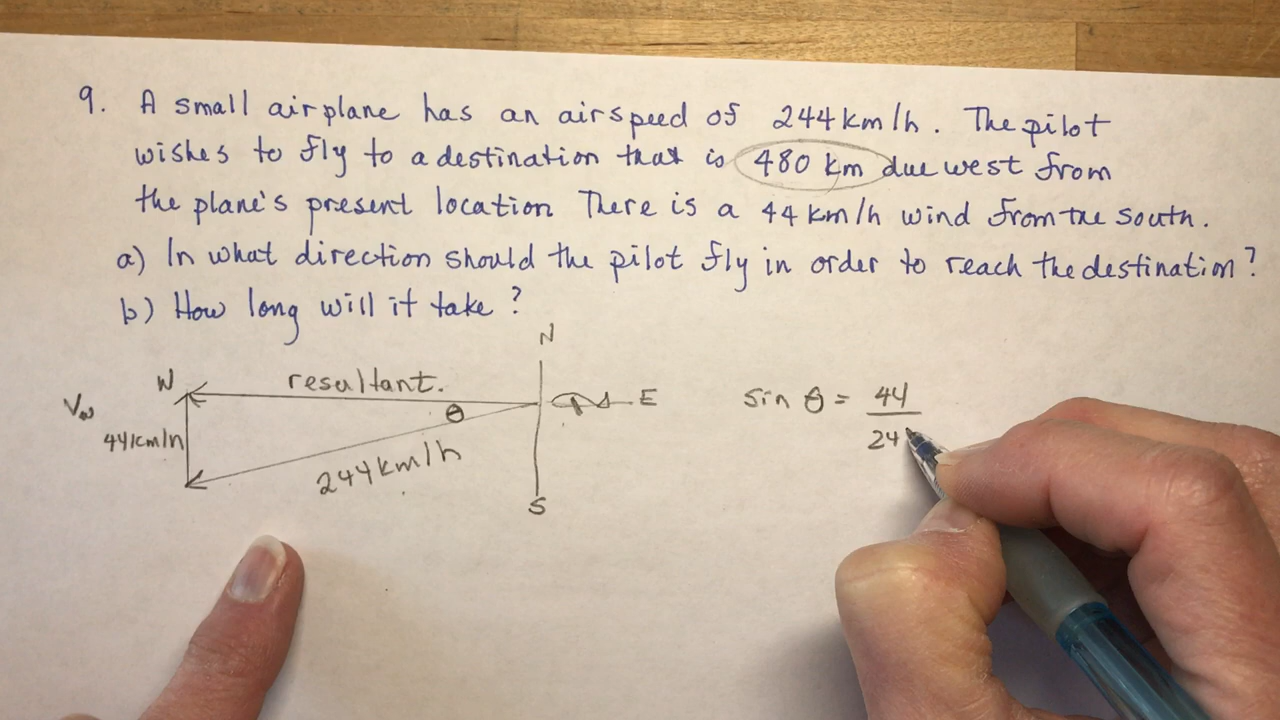 9. A small airplane has an airspeed of 244 km/h. The pilot
wishes to fly to a destination that is 480 km due west from
the plane's present location There is a 44 km/h wind from the south.
a) In what direction should the pilot fly in order to reach the destination?
b) How long will it take?
N
W resultant. E
θ
Vw
44 km/h
244 km/h
S
sin θ = 44
24